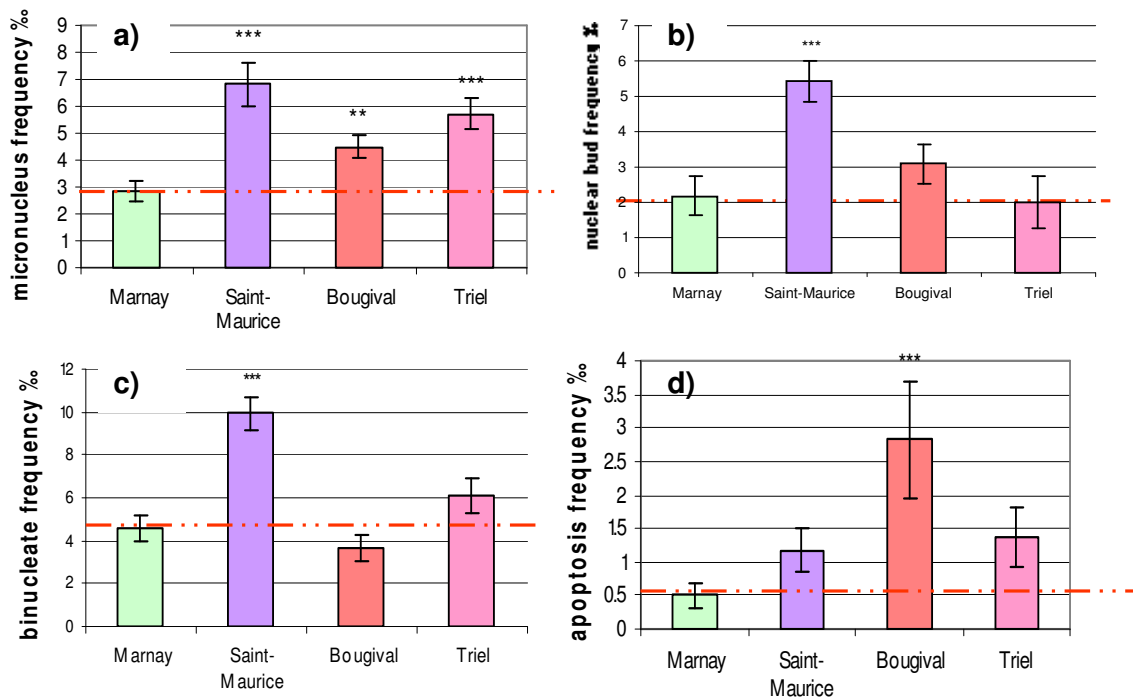 a)
micronucleus frequency ‰
9
8
7
6
5
4
3
2
1
0
***
**
***
Marnay
Saint-
Maurice
Bougival
Triel
b)
nuclear bud frequency ‰
7
6
5
4
3
2
1
0
***
Marnay
Saint-Maurice
Bougival
Triel
c)
binucleate frequency ‰
12
10
8
6
4
2
0
***
Marnay
Saint-
Maurice
Bougival
Triel
d)
apoptosis frequency ‰
4
3.5
3
2.5
2
1.5
1
0.5
0
***
Marnay
Saint-
Maurice
Bougival
Triel